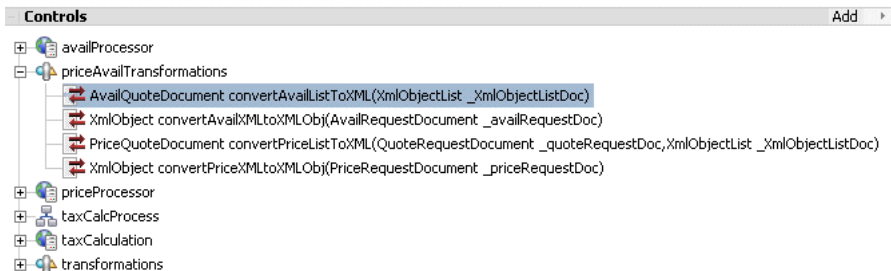 Controls Add
availProcessor
priceAvailTransformations
AvailQuoteDocument convertAvailListToXML(XmlObjectList _XmlObjectListDoc)
XmlObject convertAvailXMLtoXMLObj(AvailRequestDocument _availRequestDoc)
PriceQuoteDocument convertPriceListToXML(QuoteRequestDocument _quoteRequestDoc,XmlObjectList _XmlObjectListDoc)
XmlObject convertPriceXMLtoXMLObj(PriceRequestDocument _priceRequestDoc)
priceProcessor
taxCalcProcess
taxCalculation
transformations